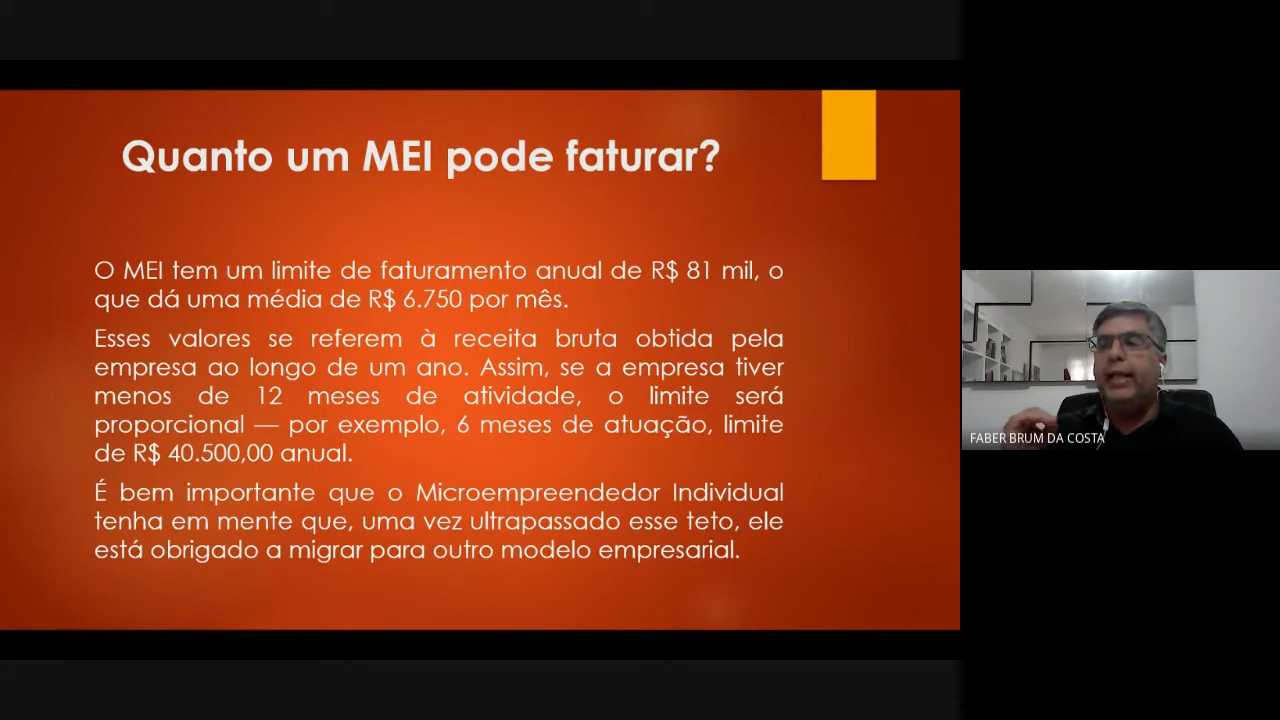 Quanto um MEI pode faturar?
O MEI tem um limite de faturamento anual de R$ 81 mil, o
que dá uma média de R$ 6.750 por mês.
Esses valores se referem à receita bruta obtida pela
empresa ao longo de um ano. Assim, se a empresa tiver
menos de 12 meses de atividade, o limite será
proporcional — por exemplo, 6 meses de atuação, limite
de R$ 40.500,00 anual.
É bem importante que o Microempreendedor Individual
tenha em mente que, uma vez ultrapassado esse teto, ele
está obrigado a migrar para outro modelo empresarial.
FABER BRUM DA COSTA